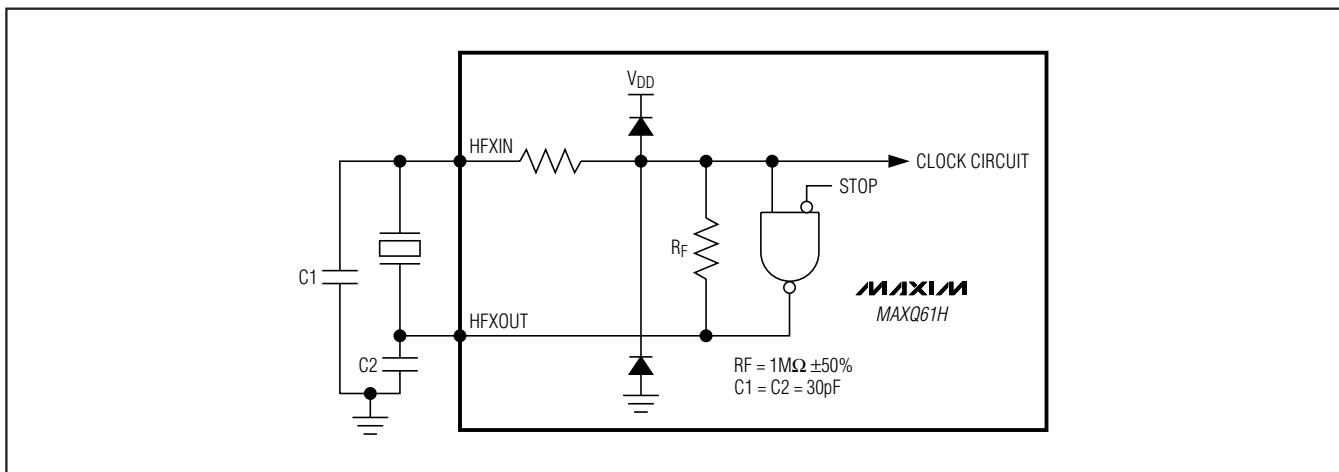 VDD
HFXIN
CLOCK CIRCUIT
STOP
RF
C1
MAXIM
MAXQ61H
HFXOUT
C2
RF = 1MΩ ±50%
C1 = C2 = 30pF